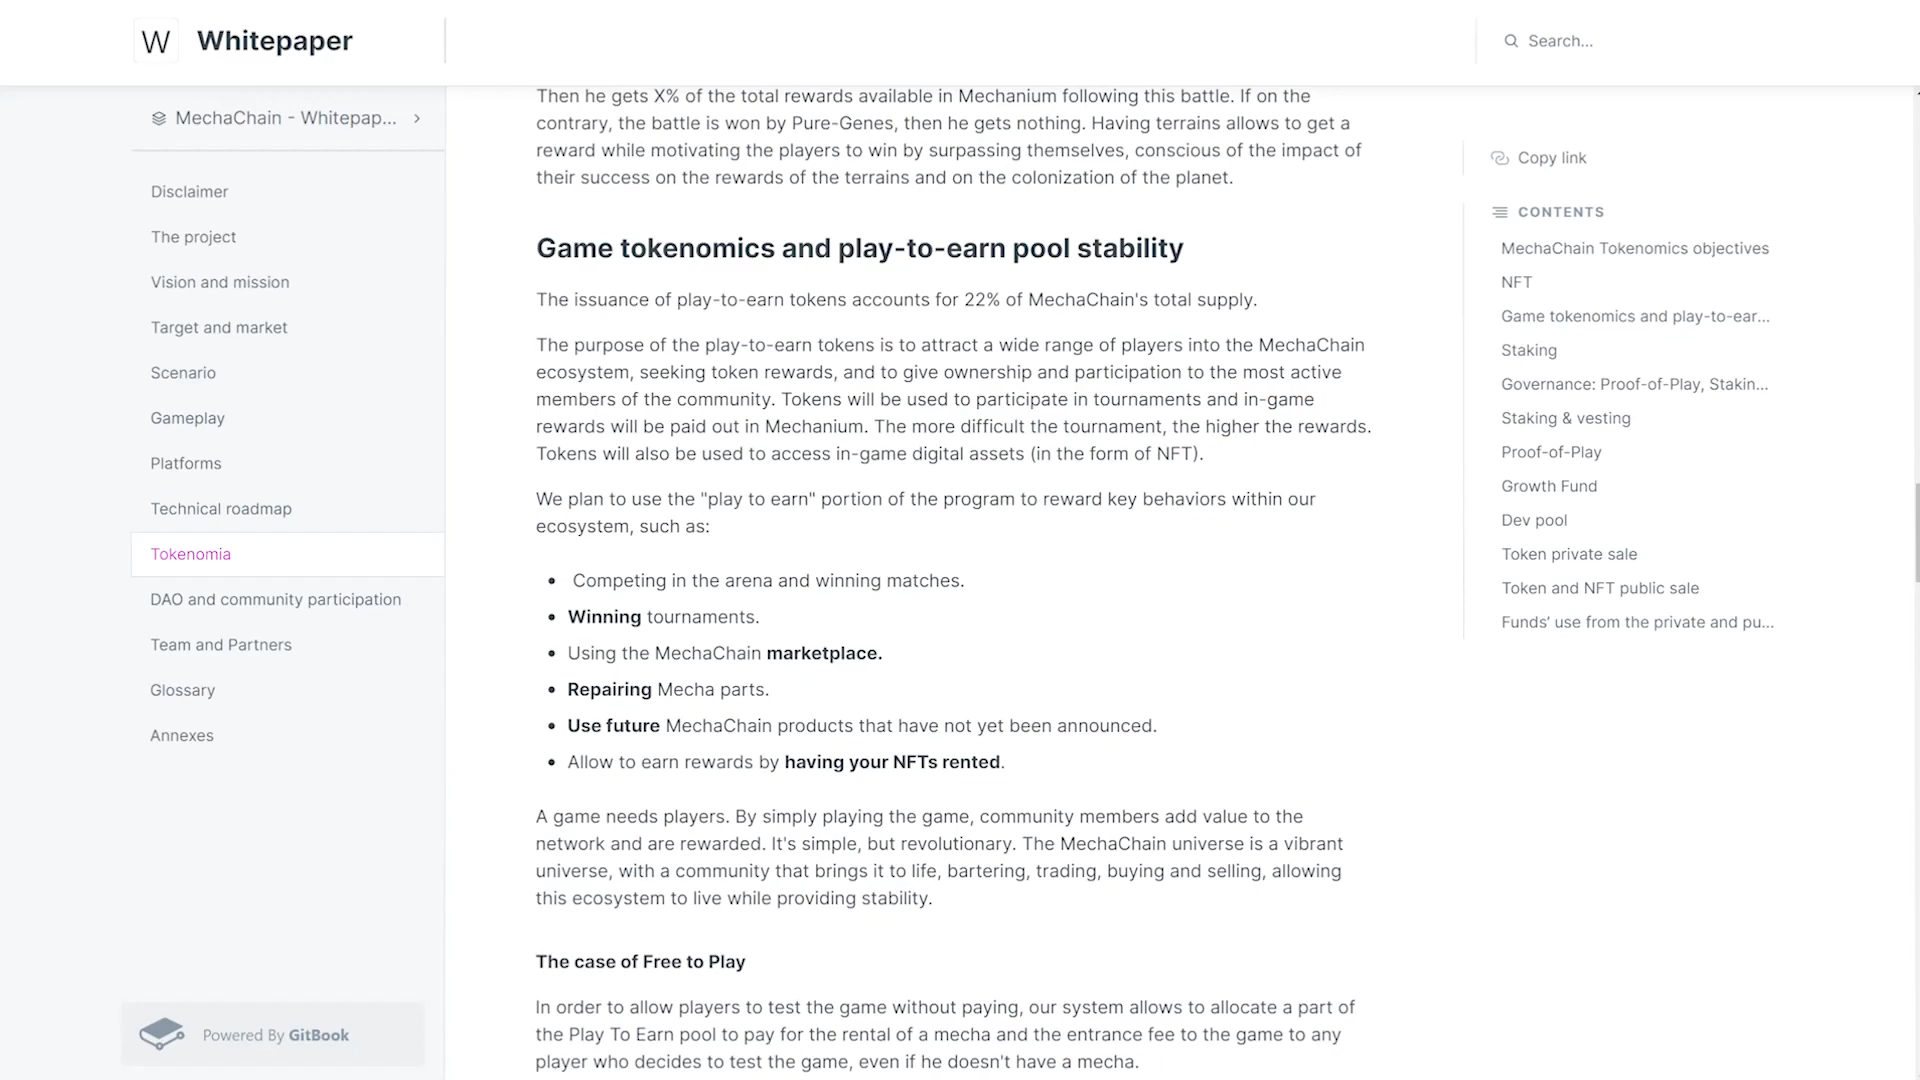 W Whitepaper
Search...
MechaChain - Whitepap...
Disclaimer
The project
Vision and mission
Target and market
Scenario
Gameplay
Platforms
Technical roadmap
Tokenomia
DAO and community participation
Team and Partners
Glossary
Annexes
Powered By GitBook
Then he gets X% of the total rewards available in Mechanium following this battle. If on the
contrary, the battle is won by Pure-Genes, then he gets nothing. Having terrains allows to get a
reward while motivating the players to win by surpassing themselves, conscious of the impact of
their success on the rewards of the terrains and on the colonization of the planet.
Game tokenomics and play-to-earn pool stability
The issuance of play-to-earn tokens accounts for 22% of MechaChain's total supply.
The purpose of the play-to-earn tokens is to attract a wide range of players into the MechaChain
ecosystem, seeking token rewards, and to give ownership and participation to the most active
members of the community. Tokens will be used to participate in tournaments and in-game
rewards will be paid out in Mechanium. The more difficult the tournament, the higher the rewards.
Tokens will also be used to access in-game digital assets (in the form of NFT).
We plan to use the "play to earn" portion of the program to reward key behaviors within our
ecosystem, such as:
• Competing in the arena and winning matches.
• Winning tournaments.
• Using the MechaChain marketplace.
• Repairing Mecha parts.
• Use future MechaChain products that have not yet been announced.
• Allow to earn rewards by having your NFTs rented.
A game needs players. By simply playing the game, community members add value to the
network and are rewarded. It's simple, but revolutionary. The MechaChain universe is a vibrant
universe, with a community that brings it to life, bartering, trading, buying and selling, allowing
this ecosystem to live while providing stability.
The case of Free to Play
In order to allow players to test the game without paying, our system allows to allocate a part of
the Play To Earn pool to pay for the rental of a mecha and the entrance fee to the game to any
player who decides to test the game, even if he doesn't have a mecha.
Copy link
CONTENTS
MechaChain Tokenomics objectives
NFT
Game tokenomics and play-to-ear...
Staking
Governance: Proof-of-Play, Stakin...
Staking & vesting
Proof-of-Play
Growth Fund
Dev pool
Token private sale
Token and NFT public sale
Funds’ use from the private and pu...